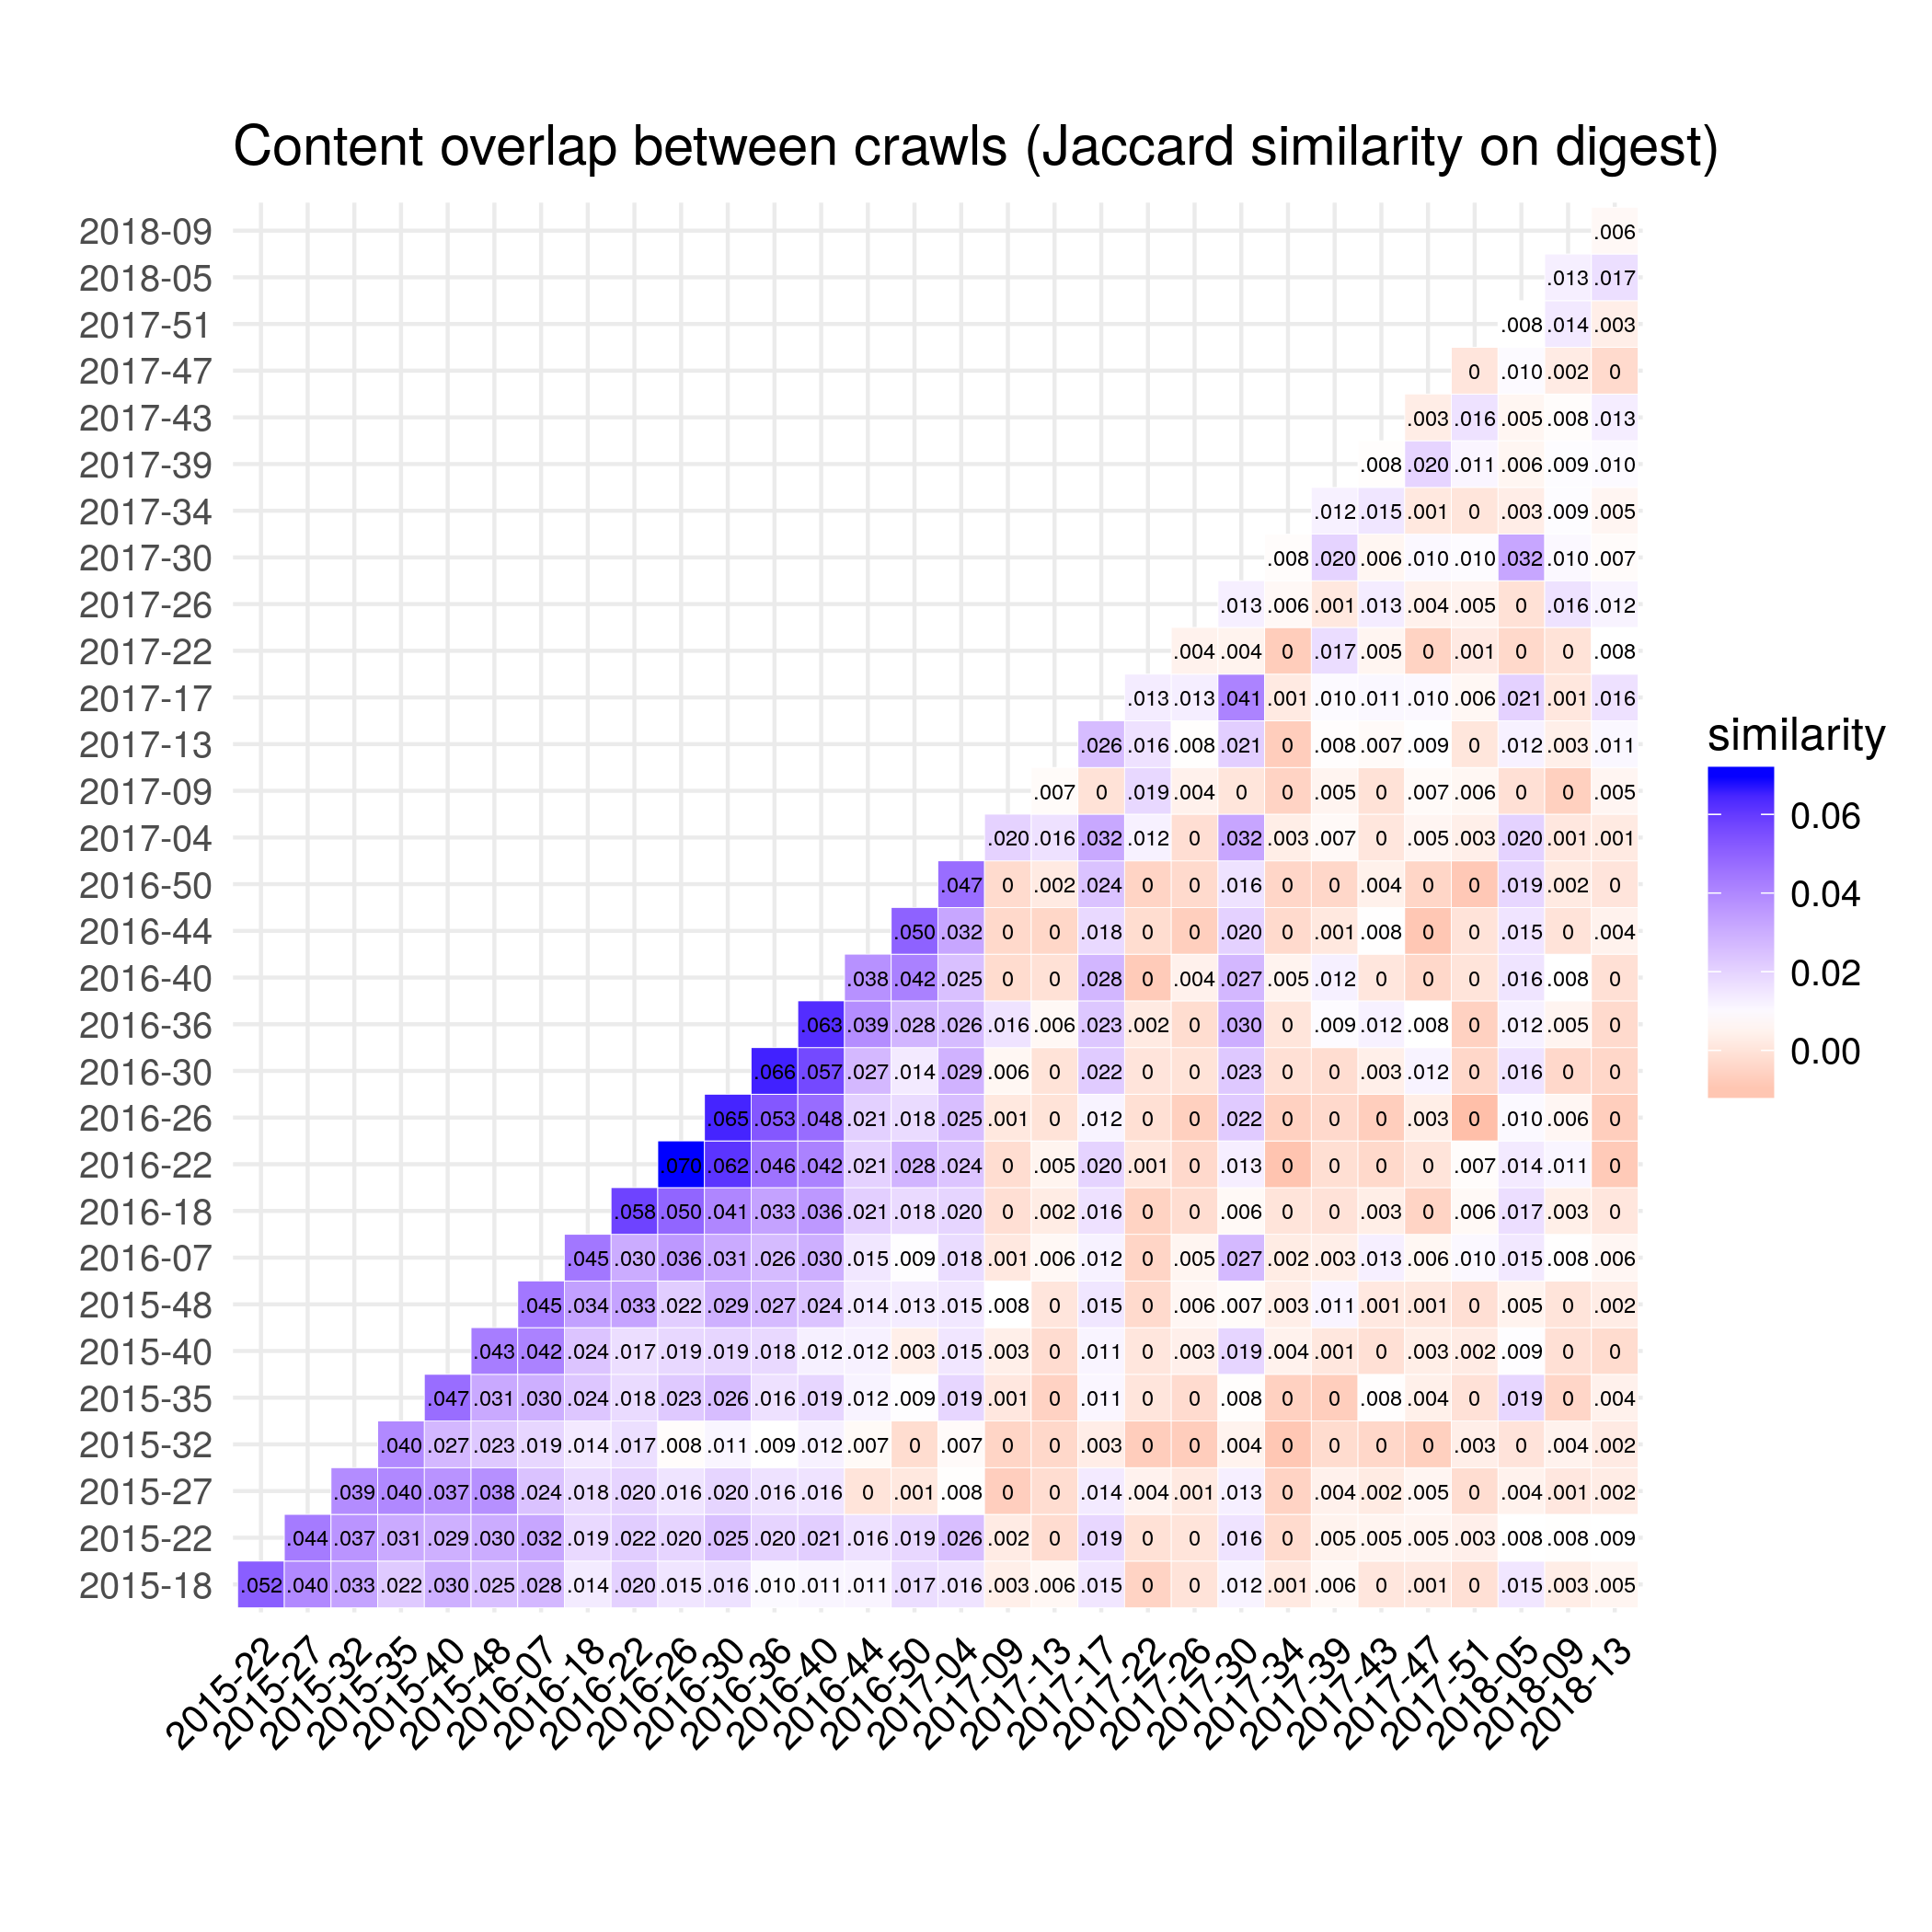 Content overlap between crawls (Jaccard similarity on digest)
2018-09 .006
2018-05 .013 .017
2017-51 .008 .014 .003
2017-47 0 .010 .002 0
2017-43 .003 .016 .005 .008 .013
2017-39 .008 .020 .011 .006 .009 .010
2017-34 .012 .015 .001 0 .003 .009 .005
2017-30 .008 .020 .006 .010 .010 .032 .010 .007
2017-26 .013 .006 .001 .013 .004 .005 0 .016 .012
2017-22 .004 .004 0 .017 .005 0 .001 0 0 .008
2017-17 .013 .013 .041 .001 .010 .011 .010 .006 .021 .001 .016
2017-13 .026 .016 .008 .021 0 .008 .007 .009 0 .012 .003 .011
2017-09 .007 0 .019 .004 0 0 .005 0 .007 .006 0 0 .005
2017-04 .020 .016 .032 .012 0 .032 .003 .007 0 .005 .003 .020 .001 .001
2016-50 .047 0 .002 .024 0 0 .016 0 0 .004 0 0 .019 .002 0
2016-44 .050 .032 0 0 .018 0 0 .020 0 .001 .008 0 0 .015 0 .004
2016-40 .038 .042 .025 0 0 .028 0 .004 .027 .005 .012 0 0 0 .016 .008 0
2016-36 .063 .039 .028 .026 .016 .006 .023 .002 0 .030 0 .009 .012 .008 0 .012 .005 0
2016-30 .066 .057 .027 .014 .029 .006 0 .022 0 0 .023 0 0 .003 .012 0 .016 0 0
2016-26 .065 .053 .048 .021 .018 .025 .001 0 .012 0 0 .022 0 0 0 .003 0 .010 .006 0
2016-22 .070 .062 .046 .042 .021 .028 .024 0 .005 .020 .001 0 .013 0 0 0 0 .007 .014 .011 0
2016-18 .058 .050 .041 .033 .036 .021 .018 .020 0 .002 .016 0 0 .006 0 0 .003 0 .006 .017 .003 0
2016-07 .045 .030 .036 .031 .026 .030 .015 .009 .018 .001 .006 .012 0 .005 .027 .002 .003 .013 .006 .010 .015 .008 .006
2015-48 .045 .034 .033 .022 .029 .027 .024 .014 .013 .015 .008 0 .015 0 .006 .007 .003 .011 .001 .001 0 .005 0 .002
2015-40 .043 .042 .024 .017 .019 .019 .018 .012 .012 .003 .015 .003 0 .011 0 .003 .019 .004 .001 0 .003 .002 .009 0 0
2015-35 .047 .031 .030 .024 .018 .023 .026 .016 .019 .012 .009 .019 .001 0 .011 0 0 .008 0 0 .008 .004 0 .019 0 .004
2015-32 .040 .027 .023 .019 .014 .017 .008 .011 .009 .012 .007 0 .007 0 0 .003 0 0 .004 0 0 0 0 .003 0 .004 .002
2015-27 .039 .040 .037 .038 .024 .018 .020 .016 .020 .016 .016 0 .001 .008 0 0 .014 .004 .001 .013 0 .004 .002 .005 0 .004 .001 .002
2015-22 .044 .037 .031 .029 .030 .032 .019 .022 .020 .025 .020 .021 .016 .019 .026 .002 0 .019 0 0 .016 0 .005 .005 .005 .003 .008 .008 .009
2015-18 .052 .040 .033 .022 .030 .025 .028 .014 .020 .015 .016 .010 .011 .011 .017 .016 .003 .006 .015 0 0 .012 .001 .006 0 .001 0 .015 .003 .005
2015-22
2015-27
2015-32
2015-35
2015-40
2015-48
2016-07
2016-18
2016-22
2016-26
2016-30
2016-36
2016-40
2016-44
2016-50
2017-04
2017-09
2017-13
2017-17
2017-22
2017-26
2017-30
2017-34
2017-39
2017-43
2017-47
2017-51
2018-05
2018-09
2018-13
similarity
0.06
0.04
0.02
0.00